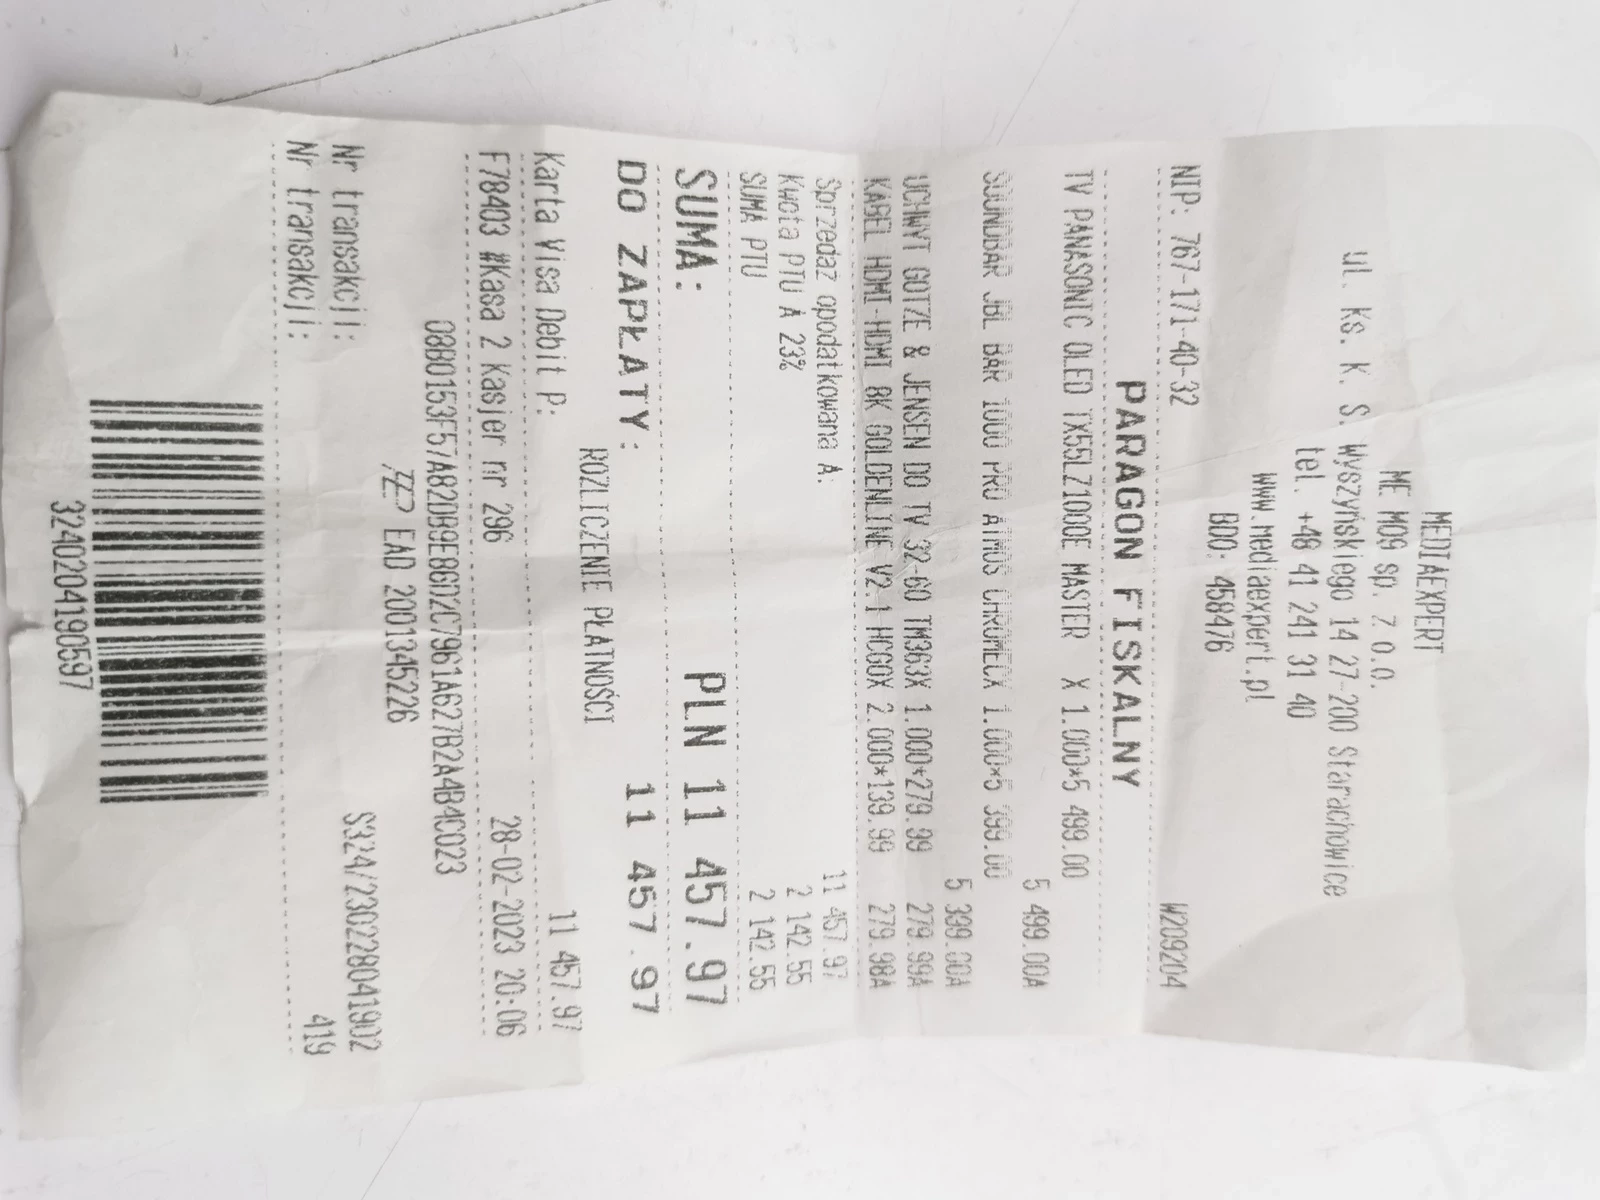 MEDIAEXPERT
ME M09 sp. z o.o.
ul. Ks. K. S. Wyszyńskiego 14 27-200 Starachowice
tel. +48 41 241 31 40
www.mediaexpert.pl
BDO: 458476
NIP: 767-171-40-32 W209204
PARAGON FISKALNY
TV PANASONIC OLED TX55LZ1000E MASTER X 1.000*5 499.00
5 499.00A
SOUNDBAR JBL BAR 1000 PRO ATMOS CHROMECX 1.000*5 399.00
5 399.00A
UCHWYT GOTZE & JENSEN DO TV 32-60 TM363X 1.000*279.99 279.99A
KABEL HDMI-HDMI 8K GOLDENLINE V2.1 HCGOX 2.000*139.99 279.98A
Sprzedaż opodatkowana A. 11 457.97
Kwota PTU A 23% 2 142.55
SUMA PTU 2 142.55
SUMA: PLN 11 457.97
DO ZAPŁATY: 11 457.97
ROZLICZENIE PŁATNOŚCI
Karta Visa Debit P: 11 457.97
F78403 #Kasa 2 Kasjer nr 296 28-02-2023 20:06
EAD 2001345226
Nr transakcji: S324/230228041902
Nr transakcji: 419
3240204190597